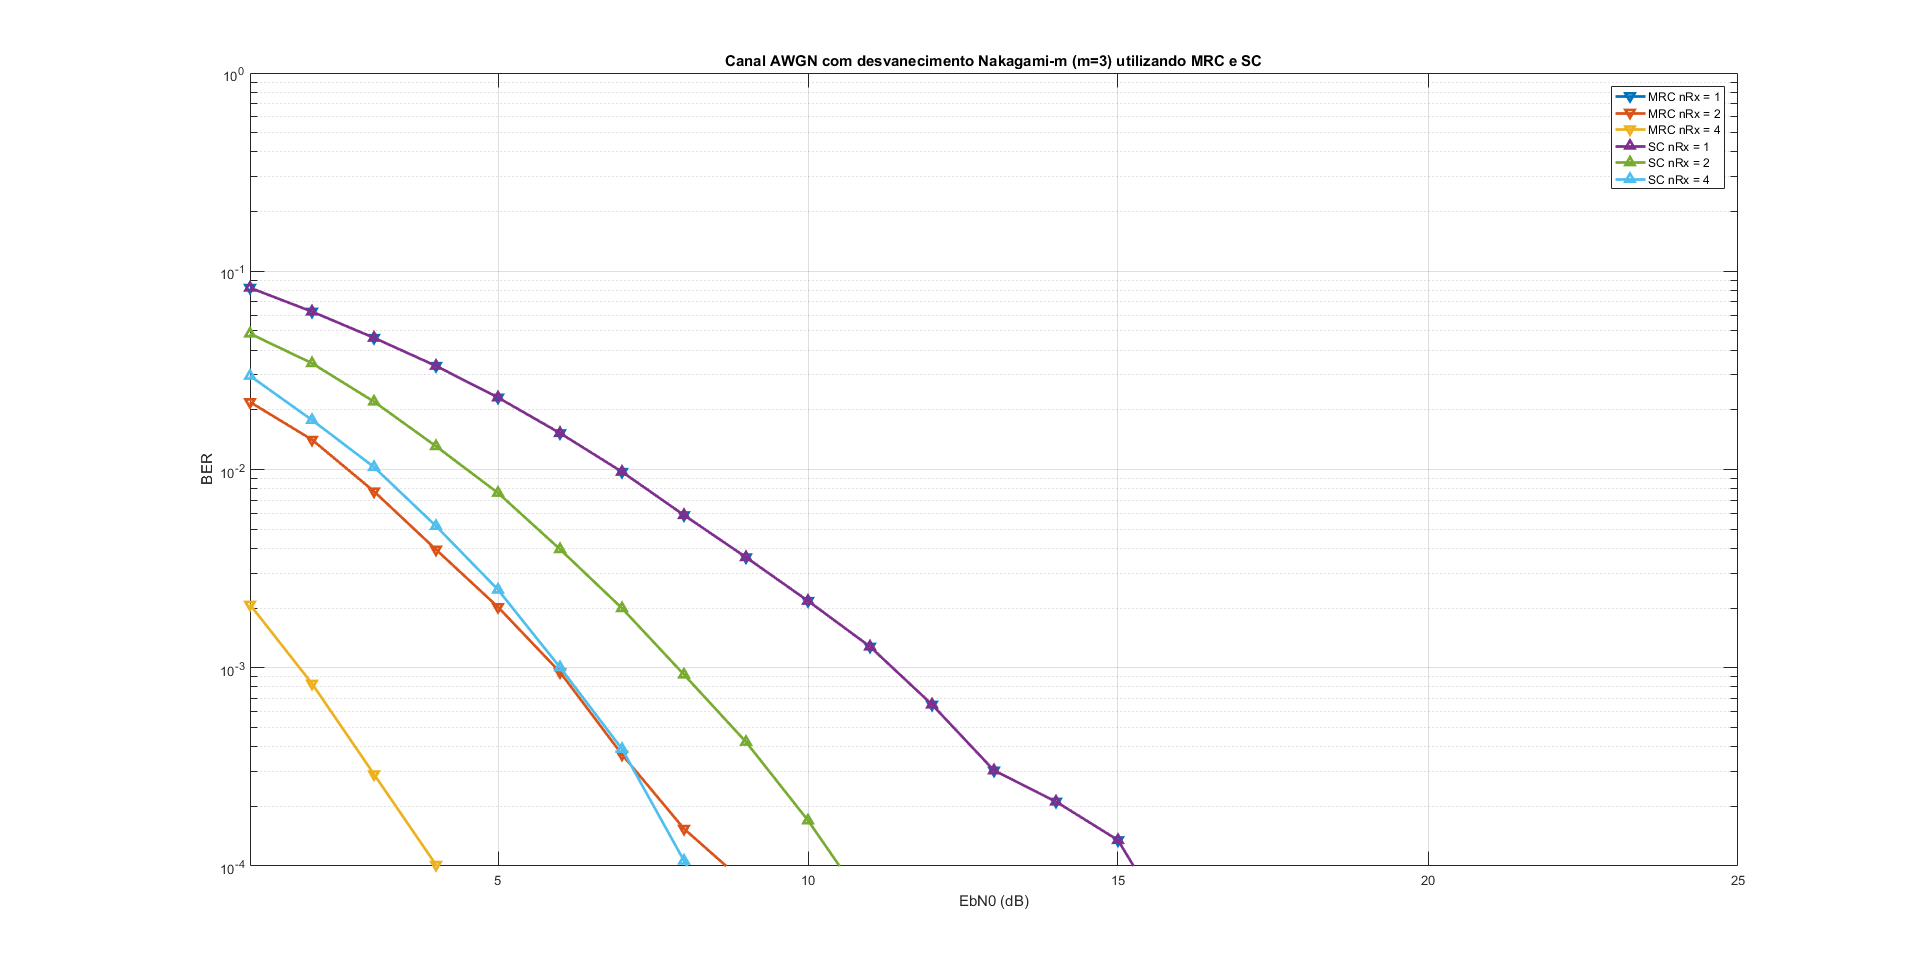 Canal AWGN com desvanecimento Nakagami-m (m=3) utilizando MRC e SC
10^0
10^-1
10^-2
10^-3
10^-4
BER
MRC nRx = 1
MRC nRx = 2
MRC nRx = 4
SC nRx = 1
SC nRx = 2
SC nRx = 4
5 10 15 20 25
EbN0 (dB)